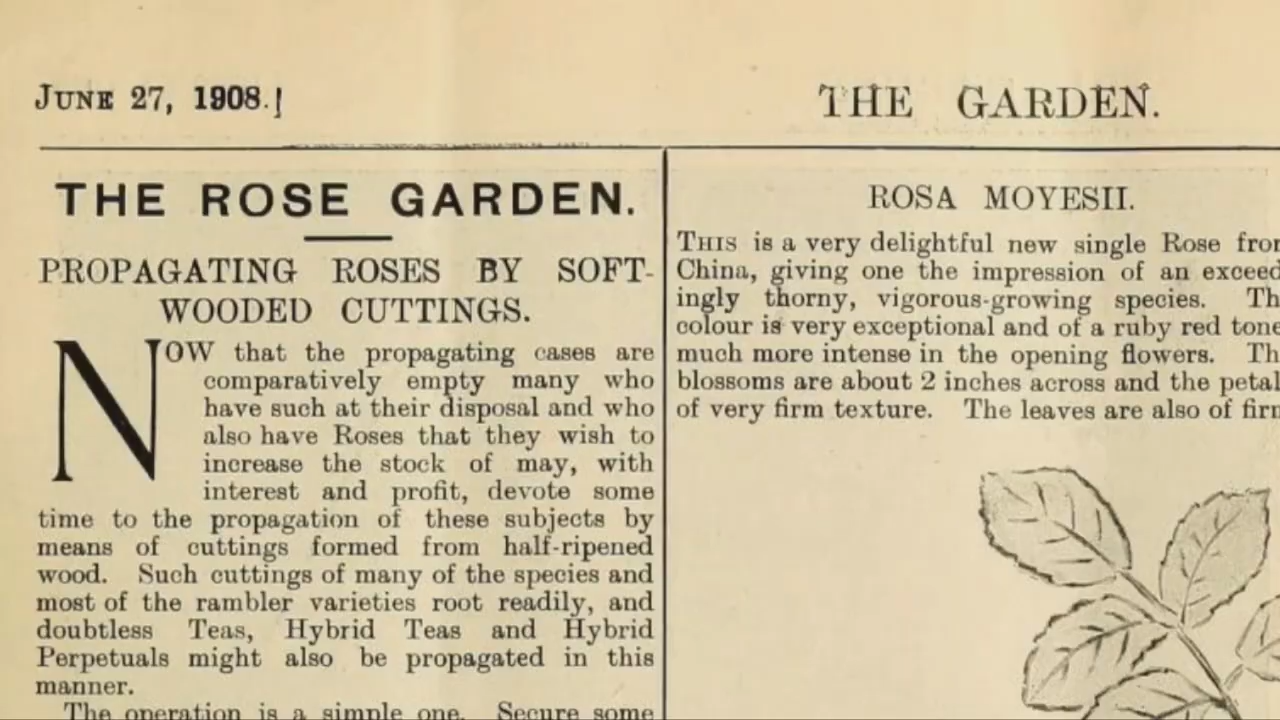 JUNE 27, 1908.]
THE GARDEN.
THE ROSE GARDEN.
PROPAGATING ROSES BY SOFT-
WOODED CUTTINGS.
NOW that the propagating cases are
comparatively empty many who
have such at their disposal and who
also have Roses that they wish to
increase the stock of may, with
interest and profit, devote some
time to the propagation of these subjects by
means of cuttings formed from half-ripened
wood. Such cuttings of many of the species and
most of the rambler varieties root readily, and
doubtless Teas, Hybrid Teas and Hybrid
Perpetuals might also be propagated in this
manner.
The operation is a simple one. Secure some
ROSA MOYESII.
THIS is a very delightful new single Rose
China, giving one the impression of an exceed
ingly thorny, vigorous-growing species.
colour is very exceptional and of a ruby red tone
much more intense in the opening flowers.
blossoms are about 2 inches across and the petal
of very firm texture. The leaves are also of